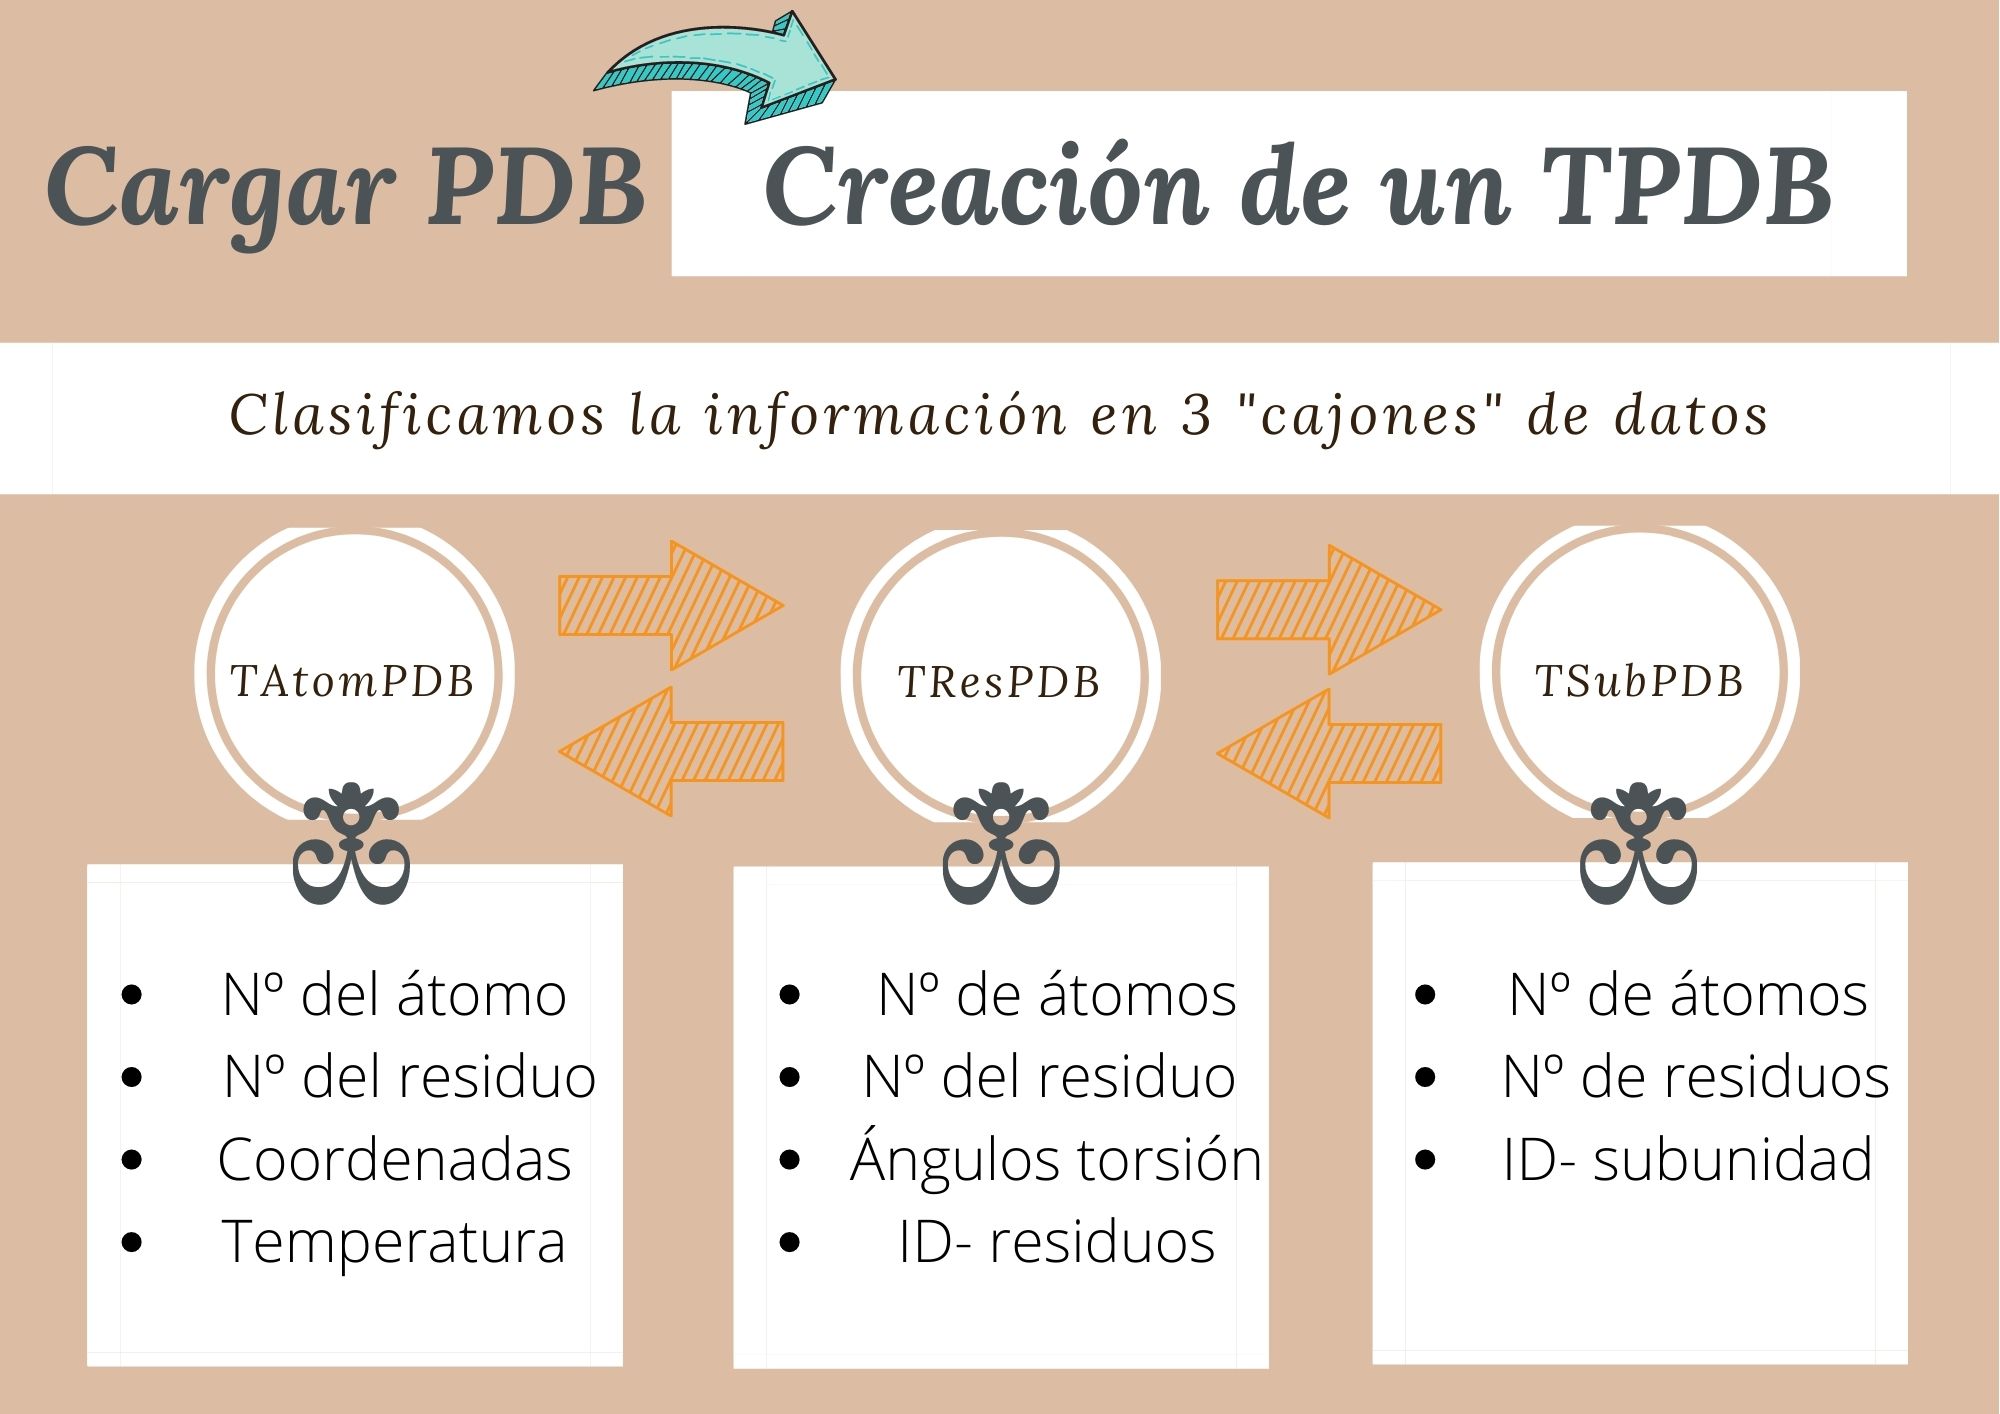 Cargar PDB
Creación de un TPDB
Clasificamos la información en 3 "cajones" de datos
TAtomPDB
TResPDB
TSubPDB
• Nº del átomo
• Nº del residuo
• Coordenadas
• Temperatura
• Nº de átomos
• Nº del residuo
• Ángulos torsión
• ID- residuos
• Nº de átomos
• Nº de residuos
• ID- subunidad